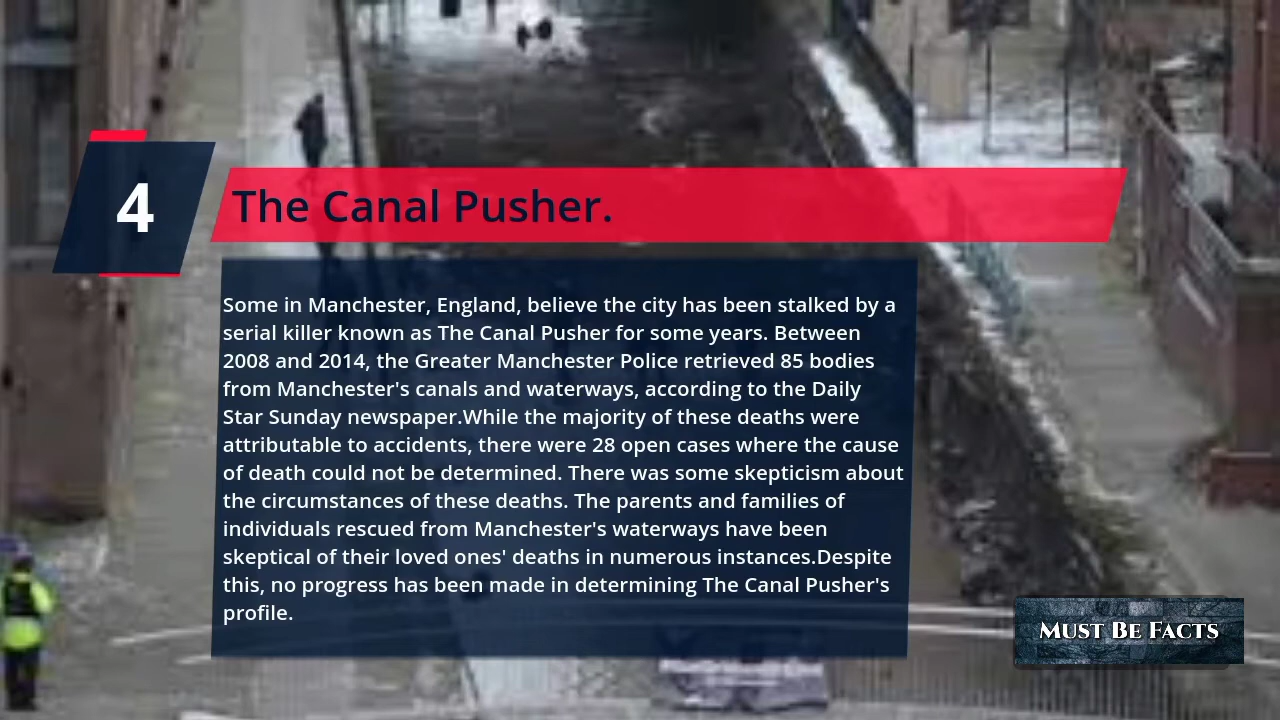 4
The Canal Pusher.
Some in Manchester, England, believe the city has been stalked by a
serial killer known as The Canal Pusher for some years. Between
2008 and 2014, the Greater Manchester Police retrieved 85 bodies
from Manchester's canals and waterways, according to the Daily
Star Sunday newspaper.While the majority of these deaths were
attributable to accidents, there were 28 open cases where the cause
of death could not be determined. There was some skepticism about
the circumstances of these deaths. The parents and families of
individuals rescued from Manchester's waterways have been
skeptical of their loved ones' deaths in numerous instances.Despite
this, no progress has been made in determining The Canal Pusher's
profile.
MUST BE FACTS